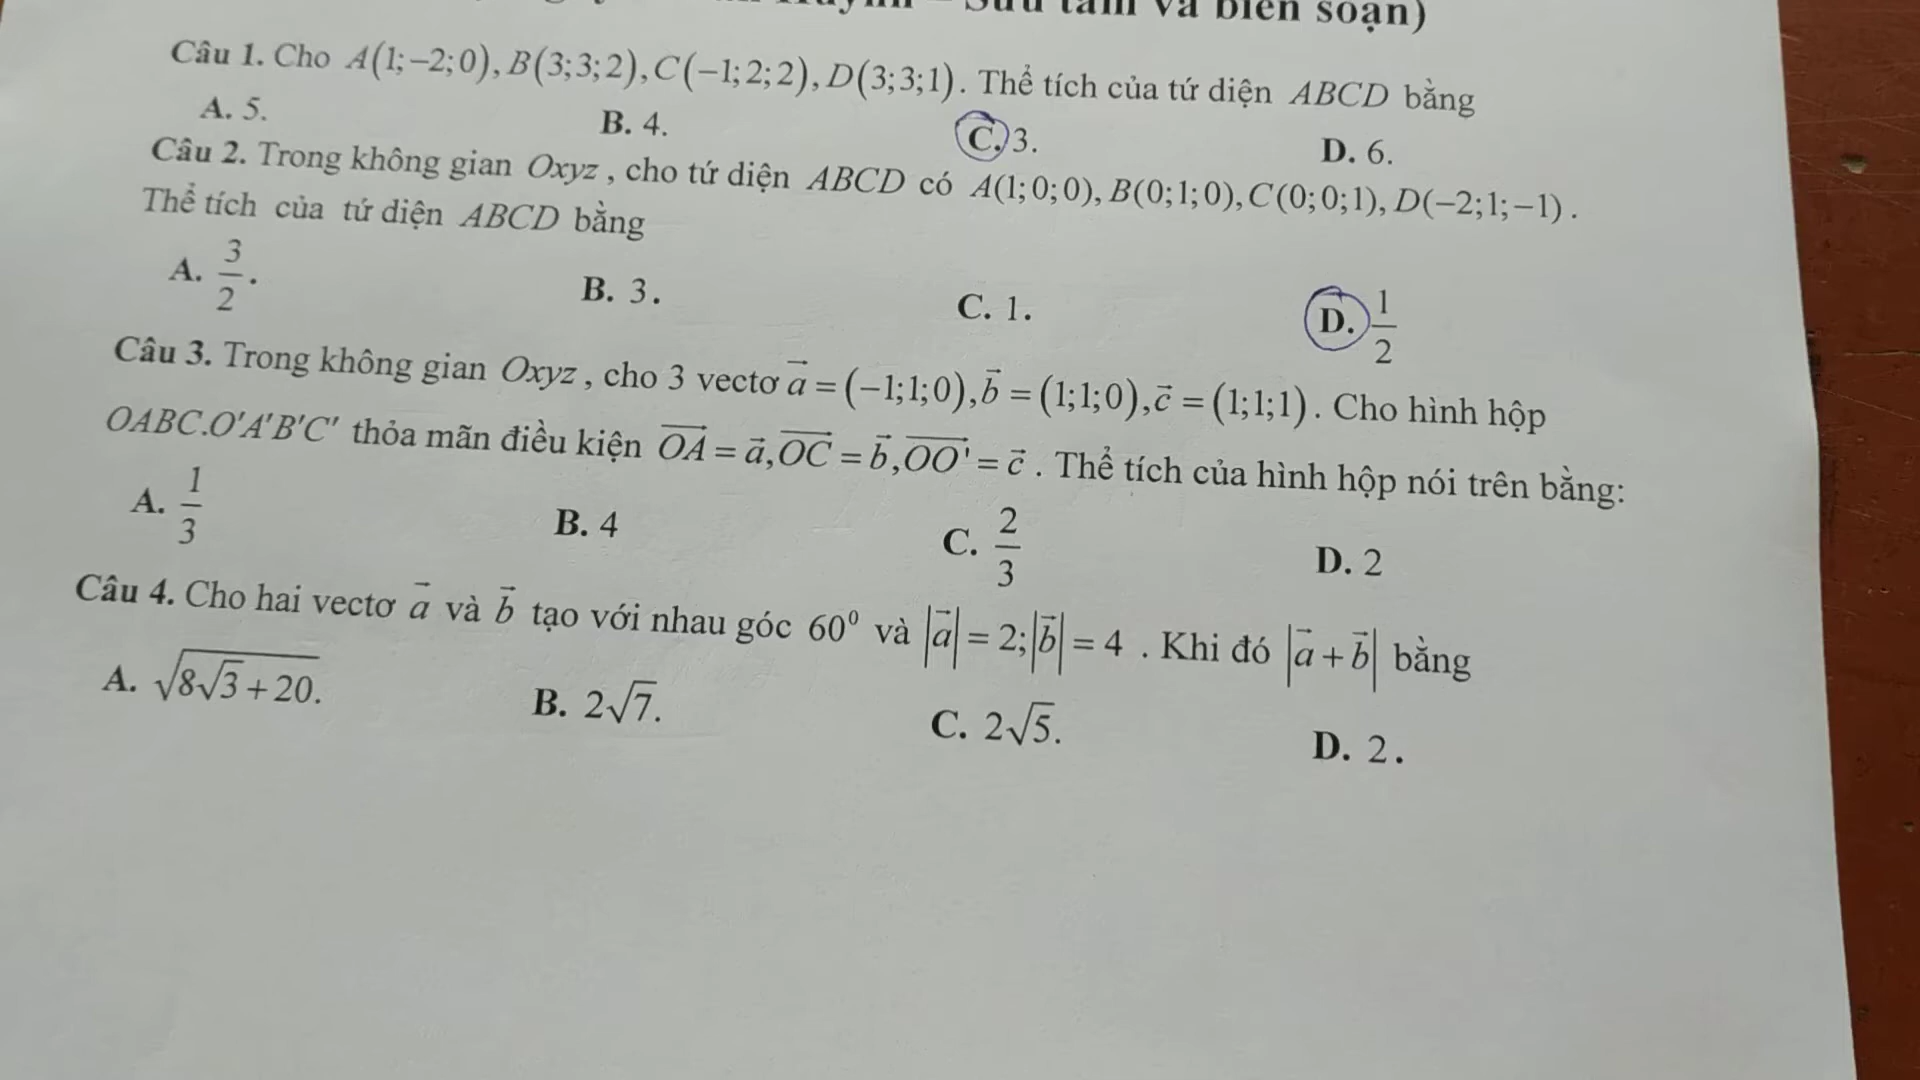 Sưu tầm và biên soạn)
Câu 1. Cho A(1;−2;0), B(3;3;2), C(−1;2;2), D(3;3;1). Thể tích của tứ diện ABCD bằng
A. 5. B. 4. C. 3. D. 6.
Câu 2. Trong không gian Oxyz, cho tứ diện ABCD có A(1;0;0), B(0;1;0), C(0;0;1), D(−2;1;−1).
Thể tích của tứ diện ABCD bằng
A. 3/2. B. 3. C. 1. D. 1/2
Câu 3. Trong không gian Oxyz, cho 3 vectơ a⃗ = (−1;1;0), b⃗ = (1;1;0), c⃗ = (1;1;1). Cho hình hộp
OABC.O'A'B'C' thỏa mãn điều kiện OA⃗ = a⃗, OC⃗ = b⃗, OO'⃗ = c⃗. Thể tích của hình hộp nói trên bằng:
A. 1/3 B. 4 C. 2/3 D. 2
Câu 4. Cho hai vectơ a⃗ và b⃗ tạo với nhau góc 60⁰ và |a⃗| = 2; |b⃗| = 4. Khi đó |a⃗ + b⃗| bằng
A. √(8√3 + 20). B. 2√7. C. 2√5. D. 2.